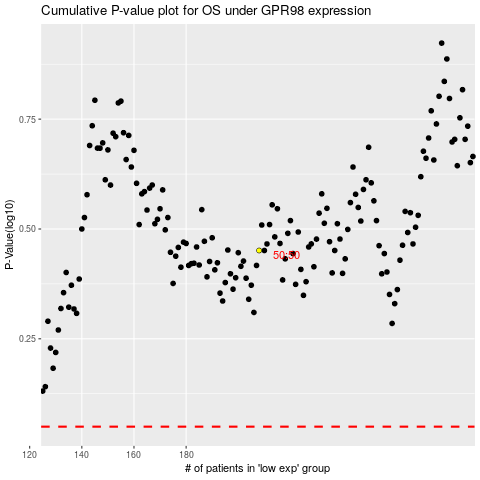 Cumulative P-value plot for OS under GPR98 expression
P-Value(log10)
0.75
0.50
0.25
50:50
120 140 160 180
# of patients in 'low exp' group